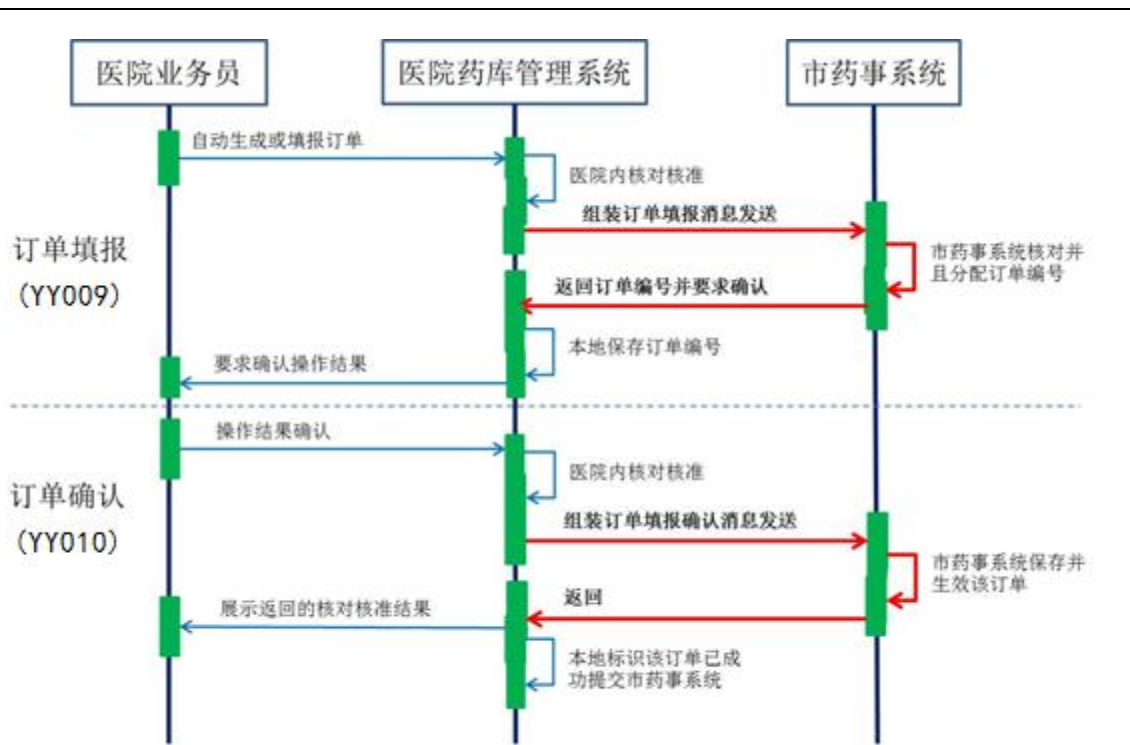 医院业务员
医院药库管理系统
市药事系统
自动生成或填报订单
医院内核对核准
组装订单填报消息发送
订单填报
（YY009）
市药事系统核对并
且分配订单编号
返回订单编号并要求确认
本地保存订单编号
要求确认操作结果
操作结果确认
医院内核对核准
订单确认
（YY010）
组装订单填报确认消息发送
市药事系统保存并
生效该订单
返回
展示返回的核对核准结果
本地标识该订单已成
功提交市药事系统